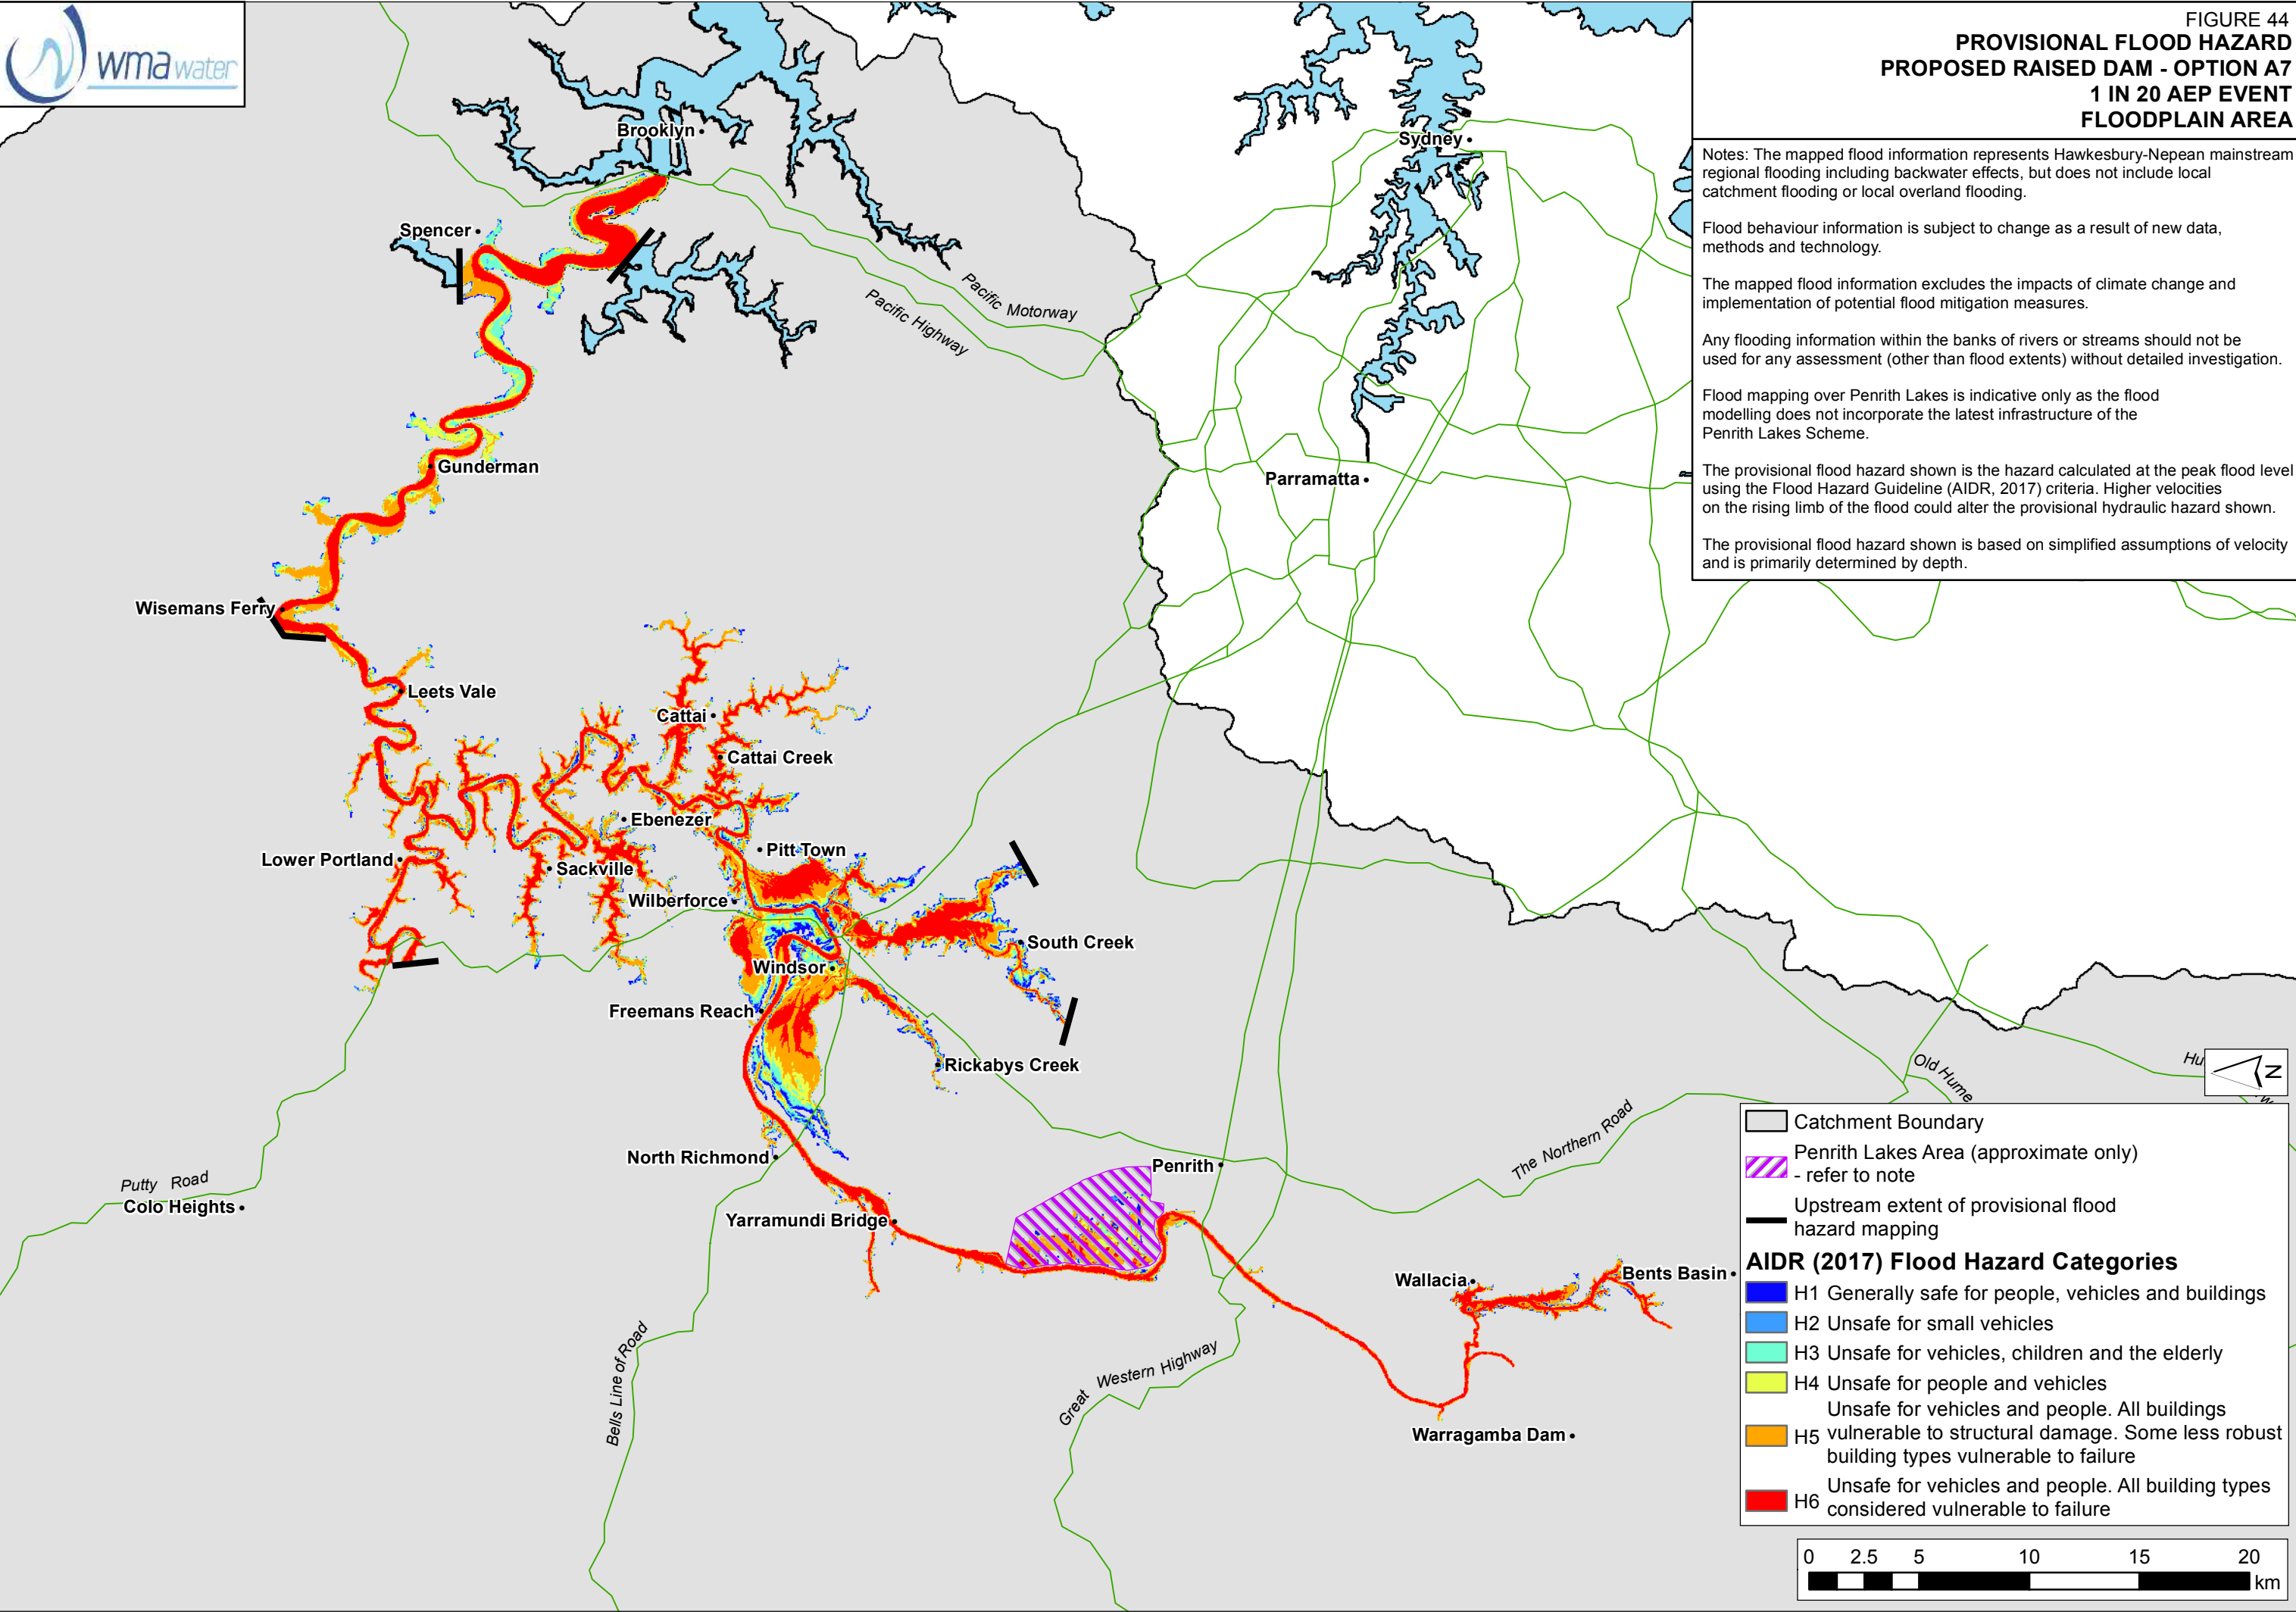 wma water
FIGURE 44
PROVISIONAL FLOOD HAZARD
PROPOSED RAISED DAM - OPTION A7
1 IN 20 AEP EVENT
FLOODPLAIN AREA
Notes: The mapped flood information represents Hawkesbury-Nepean mainstream
regional flooding including backwater effects, but does not include local
catchment flooding or local overland flooding.
Flood behaviour information is subject to change as a result of new data,
methods and technology.
The mapped flood information excludes the impacts of climate change and
implementation of potential flood mitigation measures.
Any flooding information within the banks of rivers or streams should not be
used for any assessment (other than flood extents) without detailed investigation.
Flood mapping over Penrith Lakes is indicative only as the flood
modelling does not incorporate the latest infrastructure of the
Penrith Lakes Scheme.
The provisional flood hazard shown is the hazard calculated at the peak flood level
using the Flood Hazard Guideline (AIDR, 2017) criteria. Higher velocities
on the rising limb of the flood could alter the provisional hydraulic hazard shown.
The provisional flood hazard shown is based on simplified assumptions of velocity
and is primarily determined by depth.
Brooklyn
Sydney
Spencer
Pacific Motorway
Pacific Highway
Gunderman
Parramatta
Wisemans Ferry
Leets Vale
Cattai
Cattai Creek
Ebenezer
Pitt Town
Lower Portland
Sackville
Wilberforce
South Creek
Windsor
Freemans Reach
Rickabys Creek
Old Hume
Hu
N
North Richmond
Penrith
The Northern Road
Putty Road
Colo Heights
Yarramundi Bridge
Wallacia
Bents Basin
Bells Line of Road
Great Western Highway
Warragamba Dam
Catchment Boundary
Penrith Lakes Area (approximate only)
- refer to note
Upstream extent of provisional flood
hazard mapping
AIDR (2017) Flood Hazard Categories
H1 Generally safe for people, vehicles and buildings
H2 Unsafe for small vehicles
H3 Unsafe for vehicles, children and the elderly
H4 Unsafe for people and vehicles
Unsafe for vehicles and people. All buildings
H5 vulnerable to structural damage. Some less robust
building types vulnerable to failure
Unsafe for vehicles and people. All building types
H6 considered vulnerable to failure
0 2.5 5 10 15 20
km